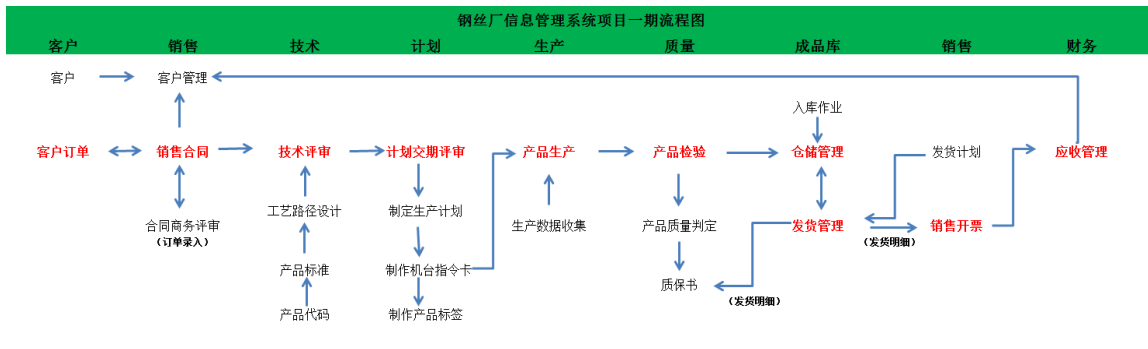 钢丝厂信息管理系统项目一期流程图
客户 销售 技术 计划 生产 质量 成品库 销售 财务
客户 客户管理
入库作业
客户订单 销售合同 技术评审 计划交期评审 产品生产 产品检验 仓储管理 发货计划 应收管理
工艺路径设计 制定生产计划
合同商务评审 生产数据收集 产品质量判定 发货管理 销售开票
（订单录入） （发货明细）
产品标准 制作机台指令卡
质保书
（发货明细）
产品代码 制作产品标签